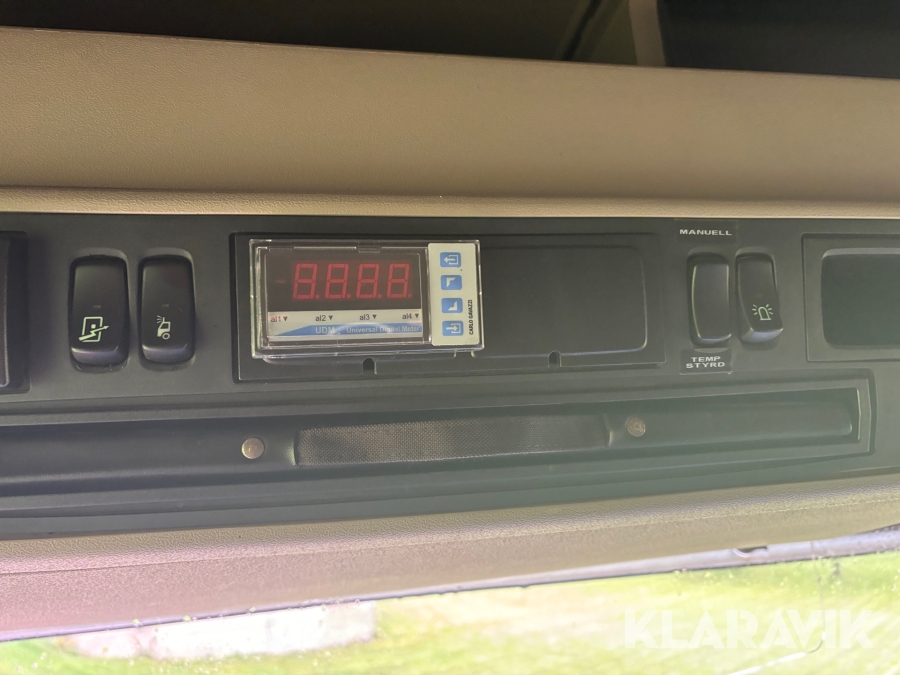 MANUELL
8.8.8.8
al1▼ al2▼ al3▼ al4▼
UDM Universal Digital Meter
CARLO GAVAZZI
TEMP
STYRD
KLARAVIK